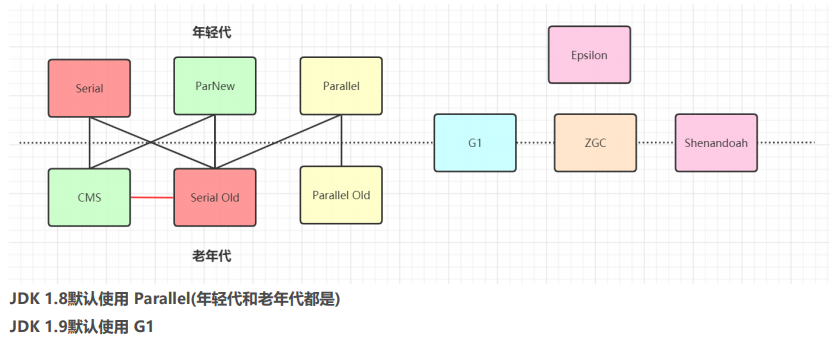 年轻代
Epsilon
Serial
ParNew
Parallel
G1
ZGC
Shenandoah
CMS
Serial Old
Parallel Old
老年代
JDK 1.8默认使用 Parallel(年轻代和老年代都是)
JDK 1.9默认使用 G1